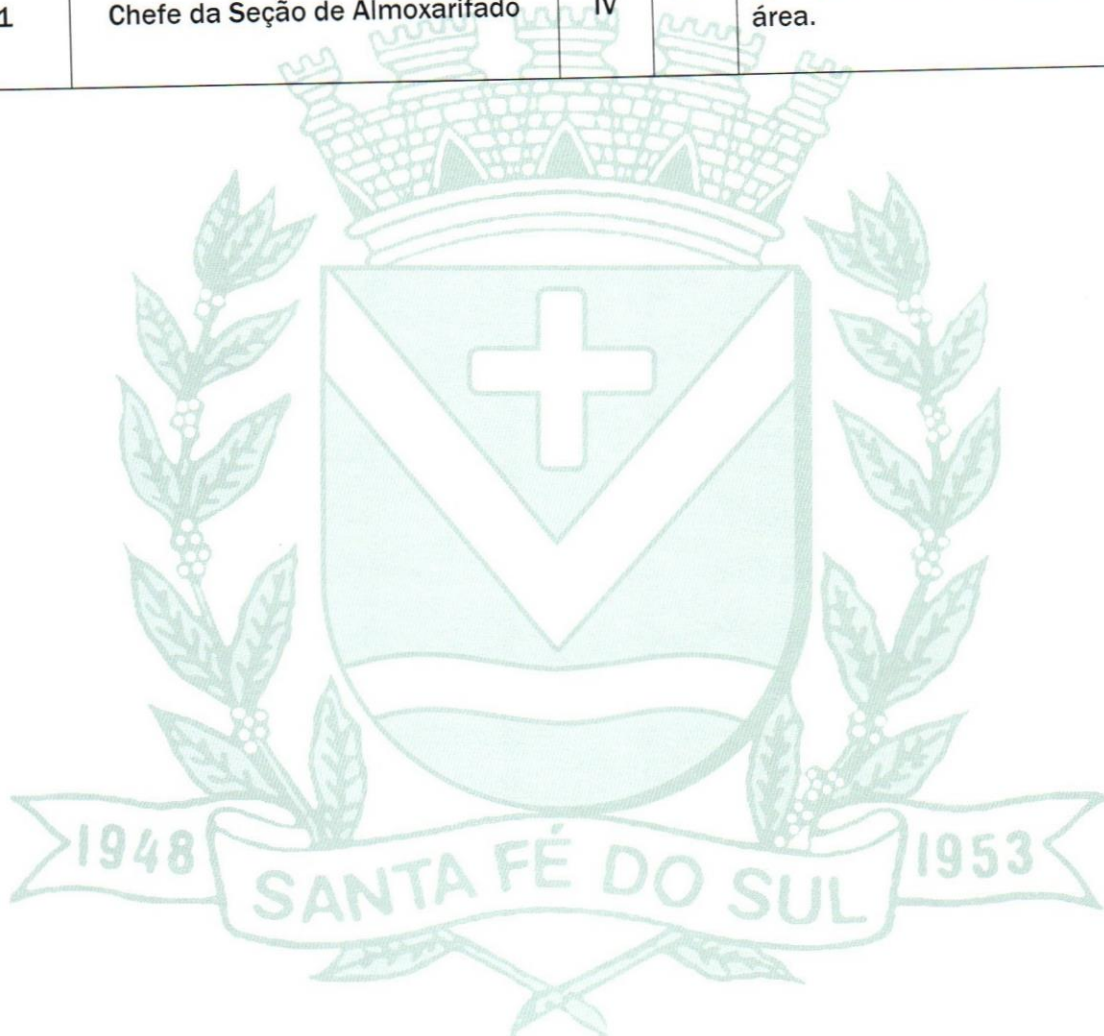 1 Chefe da Seção de Almoxarifado IV área.
1948 SANTA FÉ DO SUL 1953